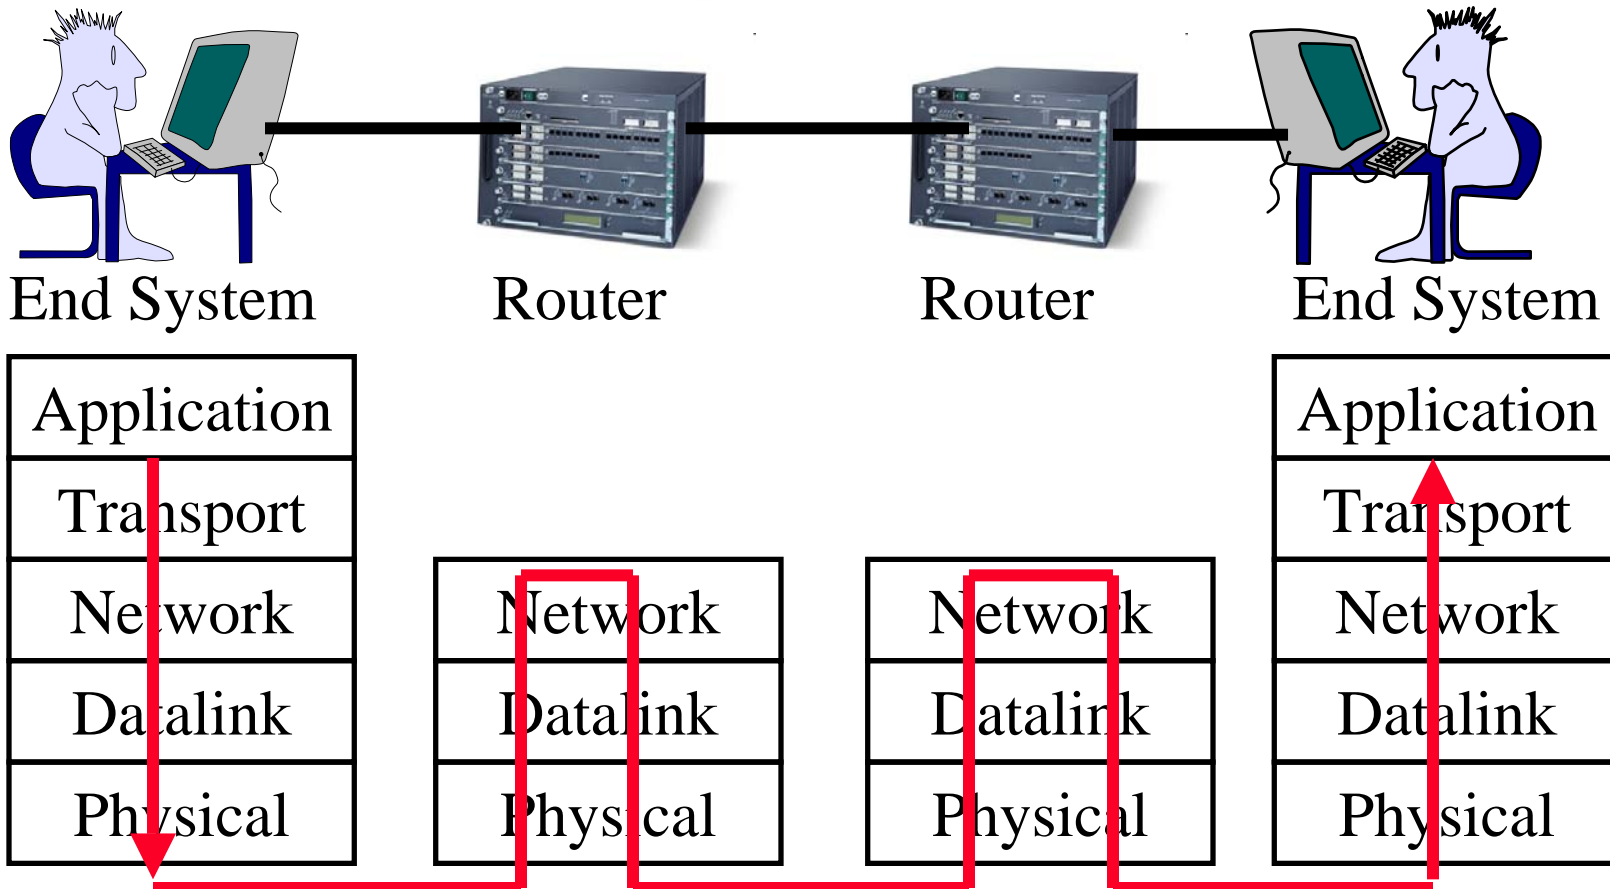 End System Router Router End System
Application Application
Transport Transport
Network Network Network Network
Datalink Datalink Datalink Datalink
Physical Physical Physical Physical